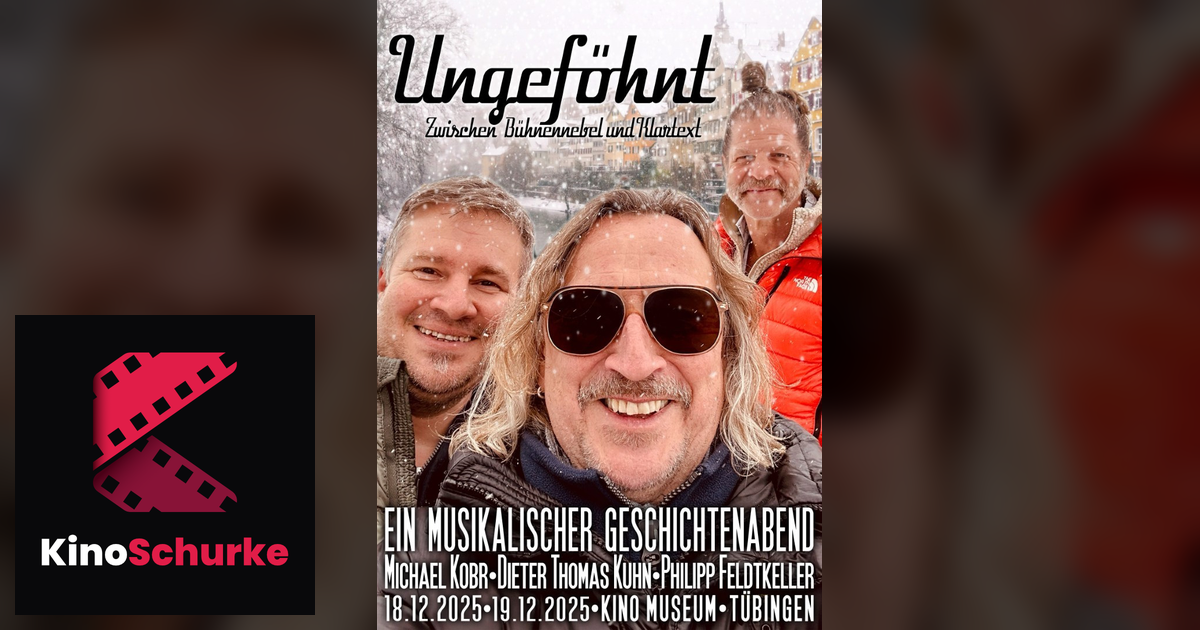 Ungeföhnt
Zwischen Bühnennebel und Klartext
THE NORTH FACE
KinoSchurke
EIN MUSIKALISCHER GESCHICHTENABEND
MICHAEL KOBR•DIETER THOMAS KUHN•PHILIPP FELDTKELLER
18.12.2025•19.12.2025•KINO MUSEUM•TÜBINGEN